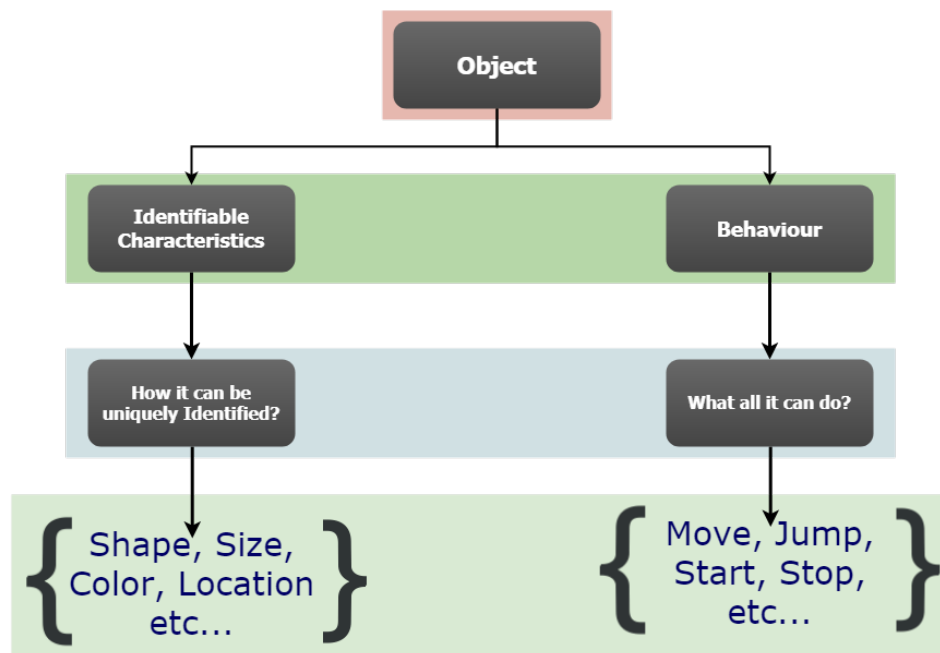 Object
Identifiable
Characteristics
Behaviour
How it can be
uniquely Identified?
What all it can do?
{ Shape, Size,
Color, Location
etc... }
{ Move, Jump,
Start, Stop,
etc... }